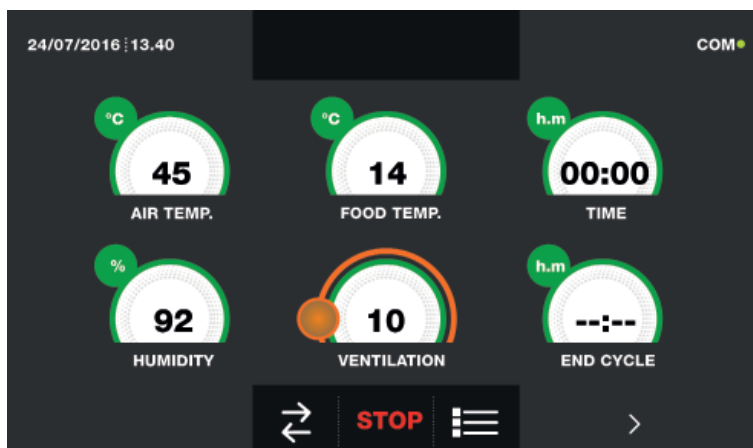 24/07/2016 13.40
COM
°C °C h.m
45 14 00:00
AIR TEMP. FOOD TEMP. TIME
% h.m
92 10 --:--
HUMIDITY VENTILATION END CYCLE
STOP